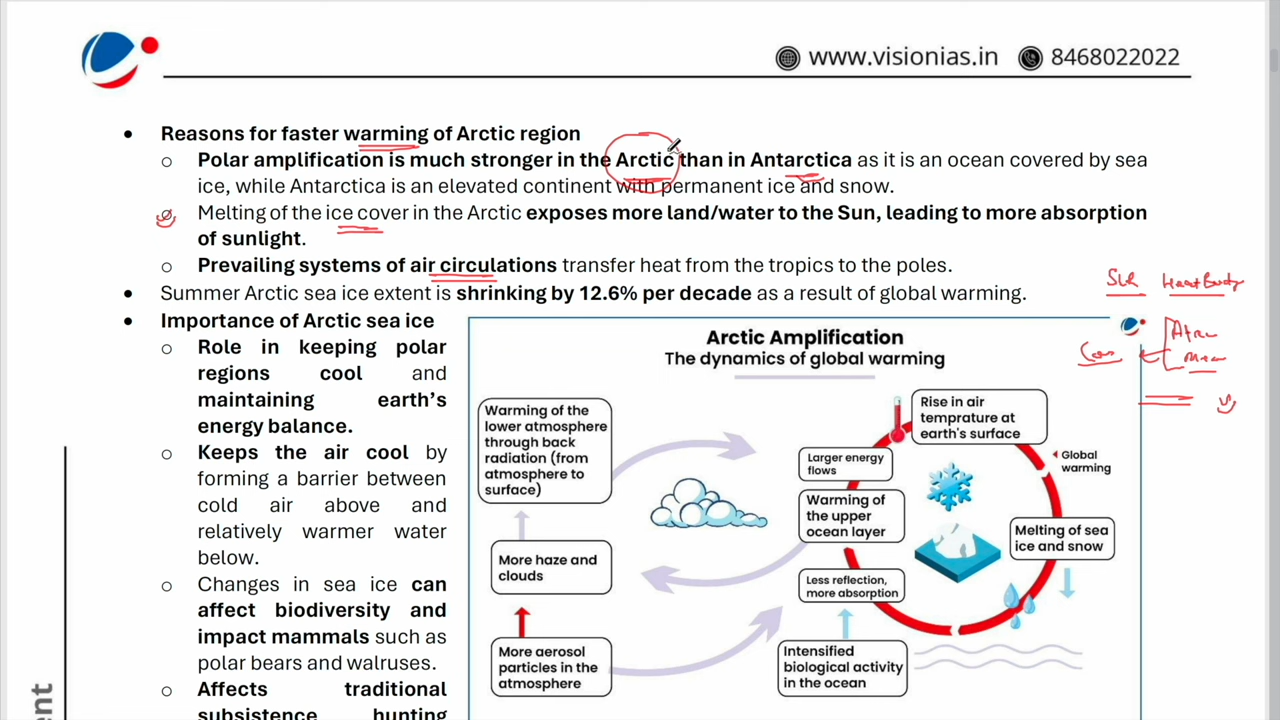 www.visionias.in 8468022022
• Reasons for faster warming of Arctic region
o Polar amplification is much stronger in the Arctic than in Antarctica as it is an ocean covered by sea
ice, while Antarctica is an elevated continent with permanent ice and snow.
o Melting of the ice cover in the Arctic exposes more land/water to the Sun, leading to more absorption
of sunlight.
o Prevailing systems of air circulations transfer heat from the tropics to the poles.
• Summer Arctic sea ice extent is shrinking by 12.6% per decade as a result of global warming.
• Importance of Arctic sea ice
o Role in keeping polar
regions cool and
maintaining earth's
energy balance.
o Keeps the air cool by
forming a barrier between
cold air above and
relatively warmer water
below.
o Changes in sea ice can
affect biodiversity and
impact mammals such as
polar bears and walruses.
o Affects traditional
subsistence hunting
Arctic Amplification
The dynamics of global warming
Warming of the
lower atmosphere
through back
radiation (from
atmosphere to
surface)
More haze and
clouds
More aerosol
particles in the
atmosphere
Rise in air
temprature at
earth's surface
Larger energy
flows
Global
warming
Warming of
the upper
ocean layer
Melting of sea
ice and snow
Less reflection,
more absorption
Intensified
biological activity
in the ocean